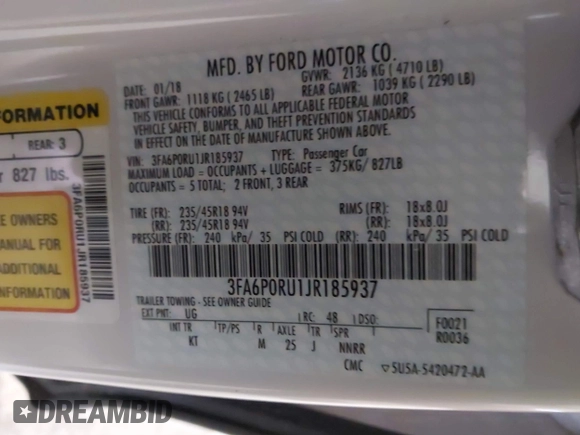 MFD. BY FORD MOTOR CO.
DATE: 01/18 GVWR: 2136 KG ( 4710 LB)
FRONT GAWR: 1118 KG ( 2465 LB) REAR GAWR: 1039 KG ( 2290 LB)
THIS VEHICLE CONFORMS TO ALL APPLICABLE FEDERAL MOTOR
VEHICLE SAFETY, BUMPER, AND THEFT PREVENTION STANDARDS
IN EFFECT ON THE DATE OF MANUFACTURE SHOWN ABOVE.
VIN: 3FA6P0RU1JR185937 TYPE: Passenger Car
MAXIMUM LOAD = OCCUPANTS + LUGGAGE = 375KG/ 827LB
OCCUPANTS = 5 TOTAL; 2 FRONT, 3 REAR
TIRE (FR): 235/45R18 94V RIMS (FR): 18x8.0J
(RR): 235/45R18 94V (RR): 18x8.0J
PRESSURE (FR): 240 kPa/ 35 PSI COLD (RR): 240 kPa/ 35 PSI COLD
3FA6P0RU1JR185937
TRAILER TOWING - SEE OWNER GUIDE
EXT PNT: UG RC: 48 DSO: F0021
INT TR TP/PS R AXLE TR SPR R0036
KT M 25 J NNRR
CMC 5U5A-5420472-AA
FORMATION
REAR: 3
827 lbs.
3FA6P0RU1JR185937
E OWNERS
ANUAL FOR
ADDITIONAL
ORMATION
DREAMBID